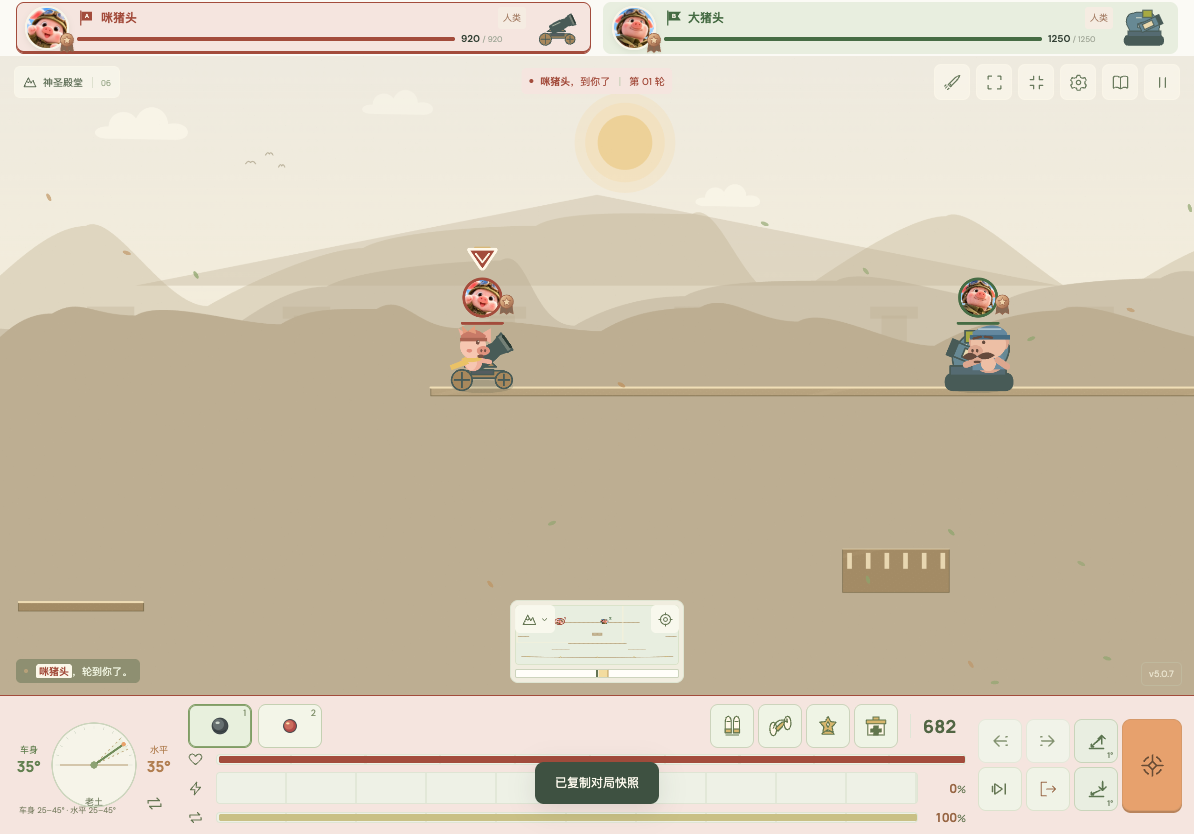 A 咪猪头 人类
920 / 920
B 大猪头 人类
1250 / 1250
神圣殿堂 06
咪猪头，到你了 第 01 轮
咪猪头，轮到你了。
v5.0.7
1
2
682
车身
35°
水平
35°
老土
车身 25–45° · 水平 25–45°
已复制对局快照
0%
100%
1°
1°